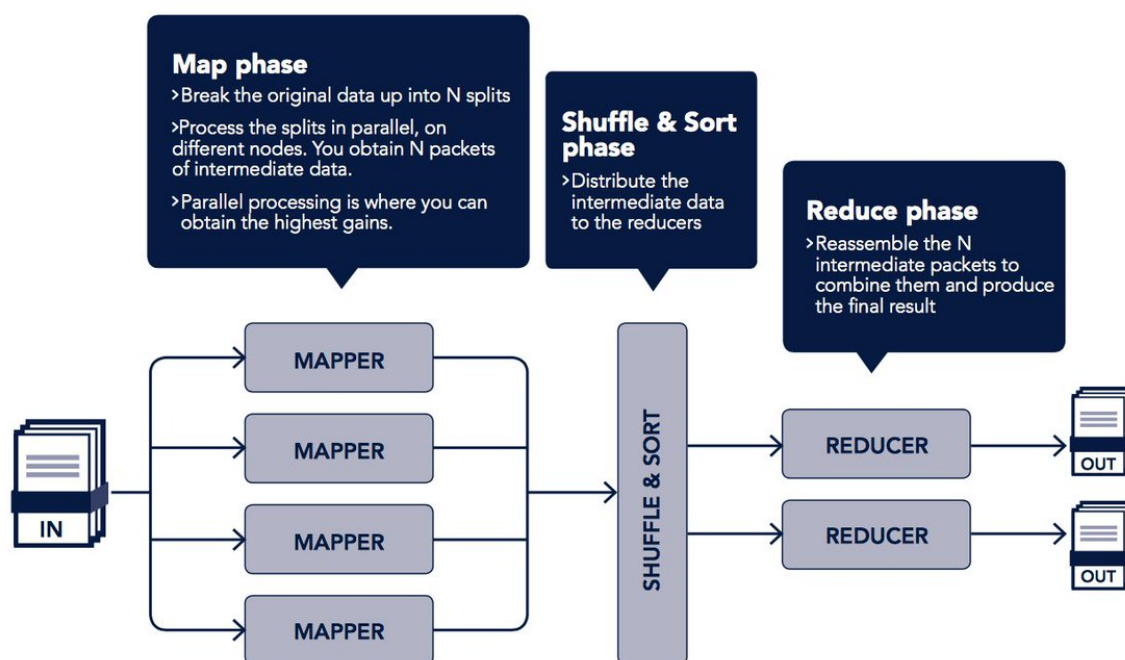 Map phase
>Break the original data up into N splits
>Process the splits in parallel, on
different nodes. You obtain N packets
of intermediate data.
>Parallel processing is where you can
obtain the highest gains.
Shuffle & Sort
phase
>Distribute the
intermediate data
to the reducers
Reduce phase
>Reassemble the N
intermediate packets to
combine them and produce
the final result
IN
MAPPER
MAPPER
MAPPER
MAPPER
SHUFFLE & SORT
REDUCER
REDUCER
OUT
OUT